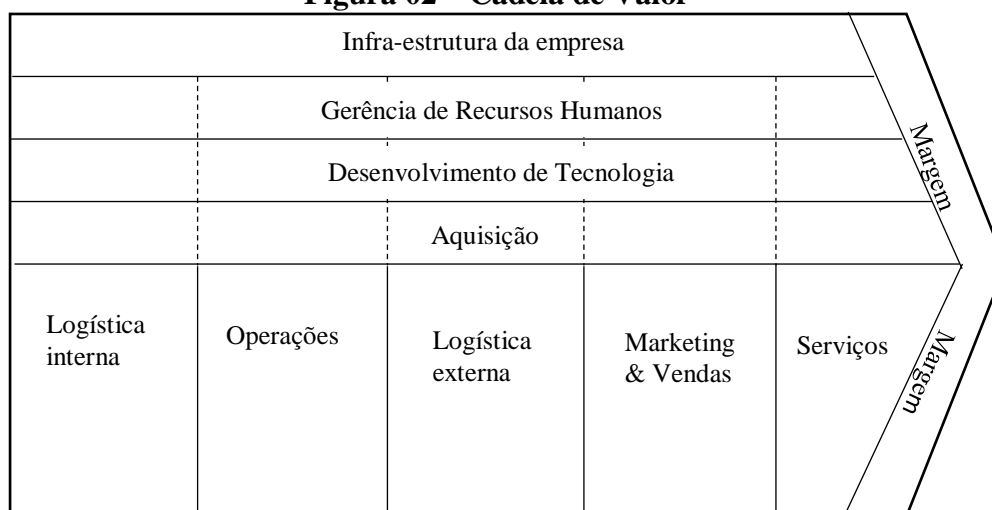 Figura 02 – Cadeia de Valor
Infra-estrutura da empresa
Gerência de Recursos Humanos
Desenvolvimento de Tecnologia
Aquisição
Margem
Logística
interna
Operações
Logística
externa
Marketing
& Vendas
Serviços
Margem